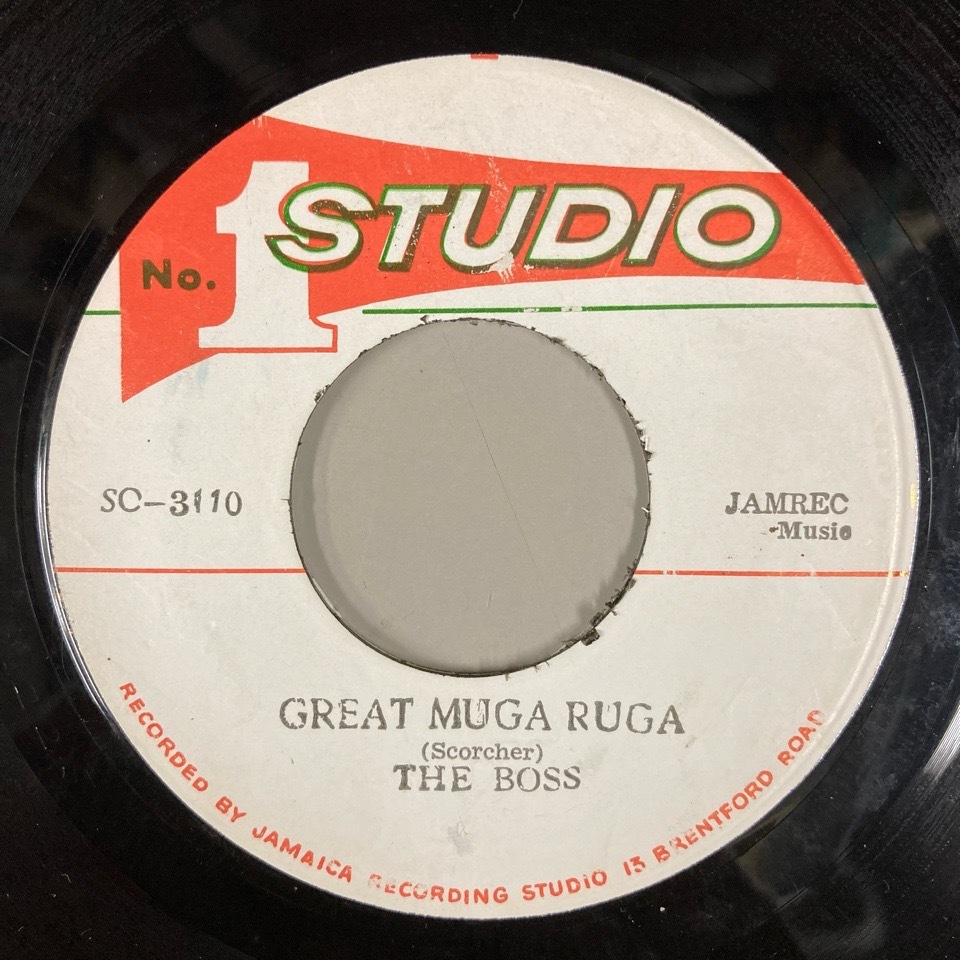 No. 1 STUDIO
SC-3110
JAMREC
Music
GREAT MUGA RUGA
(Scorcher)
THE BOSS
RECORDED BY JAMAICA RECORDING STUDIO 13 BRENTFORD ROAD